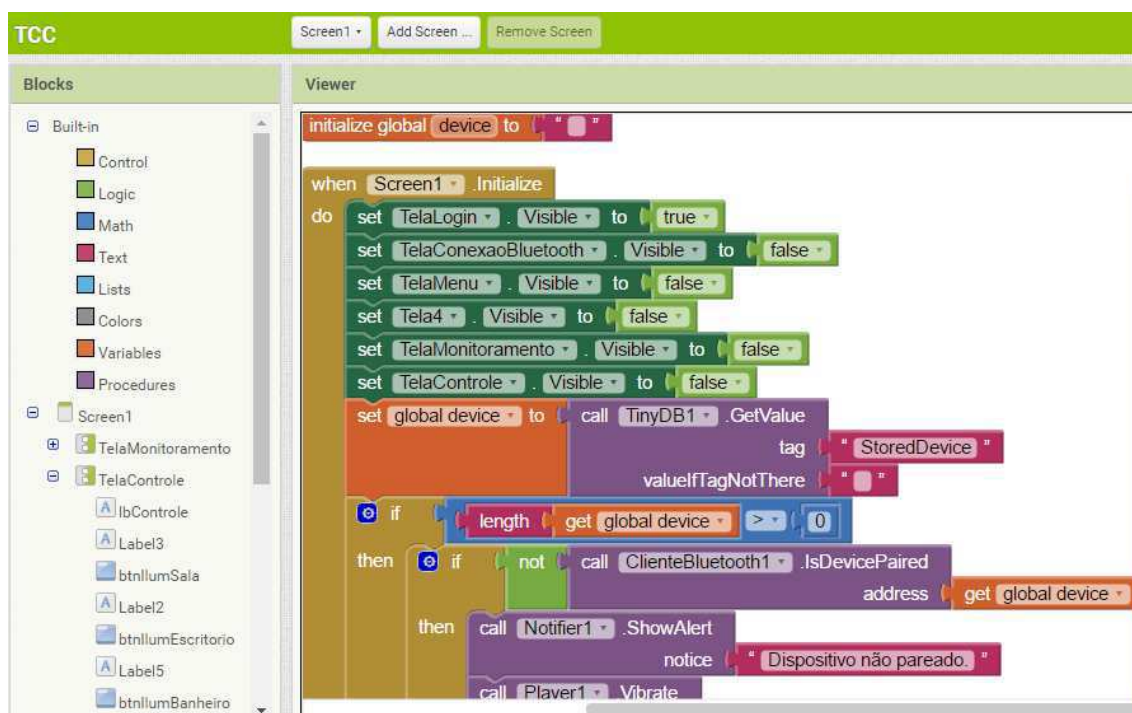 TCC
Screen1 Add Screen ... Remove Screen
Blocks
Built-in
Control
Logic
Math
Text
Lists
Colors
Variables
Procedures
Screen1
TelaMonitoramento
TelaControle
lbControle
Label3
btnIlumSala
Label2
btnIlumEscritorio
Label5
btnIlumBanheiro
Viewer
initialize global device to " "
when Screen1 .Initialize
do set TelaLogin . Visible to true
set TelaConexaoBluetooth . Visible to false
set TelaMenu . Visible to false
set Tela4 . Visible to false
set TelaMonitoramento . Visible to false
set TelaControle . Visible to false
set global device to call TinyDB1 .GetValue
tag " StoredDevice "
valueIfTagNotThere " "
if length get global device > 0
then if not call ClienteBluetooth1 .IsDevicePaired
address get global device
then call Notifier1 .ShowAlert
notice " Dispositivo não pareado. "
call Player1 .Vibrate